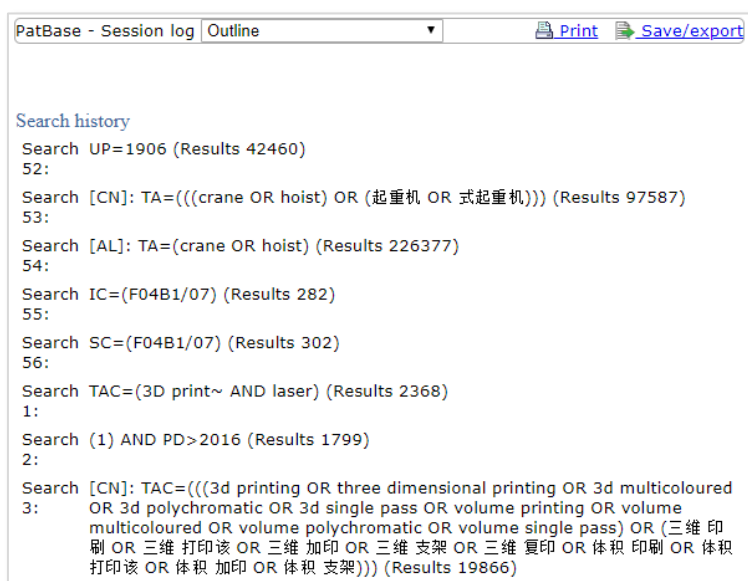 PatBase - Session log Outline Print Save/export
Search history
Search UP=1906 (Results 42460)
52:
Search [CN]: TA=(((crane OR hoist) OR (起重机 OR 式起重机))) (Results 97587)
53:
Search [AL]: TA=(crane OR hoist) (Results 226377)
54:
Search IC=(F04B1/07) (Results 282)
55:
Search SC=(F04B1/07) (Results 302)
56:
Search TAC=(3D print~ AND laser) (Results 2368)
1:
Search (1) AND PD>2016 (Results 1799)
2:
Search [CN]: TAC=(((3d printing OR three dimensional printing OR 3d multicoloured
3: OR 3d polychromatic OR 3d single pass OR volume printing OR volume
multicoloured OR volume polychromatic OR volume single pass) OR (三维 印
刷 OR 三维 打印该 OR 三维 加印 OR 三维 支架 OR 三维 复印 OR 体积 印刷 OR 体积
打印该 OR 体积 加印 OR 体积 支架))) (Results 19866)